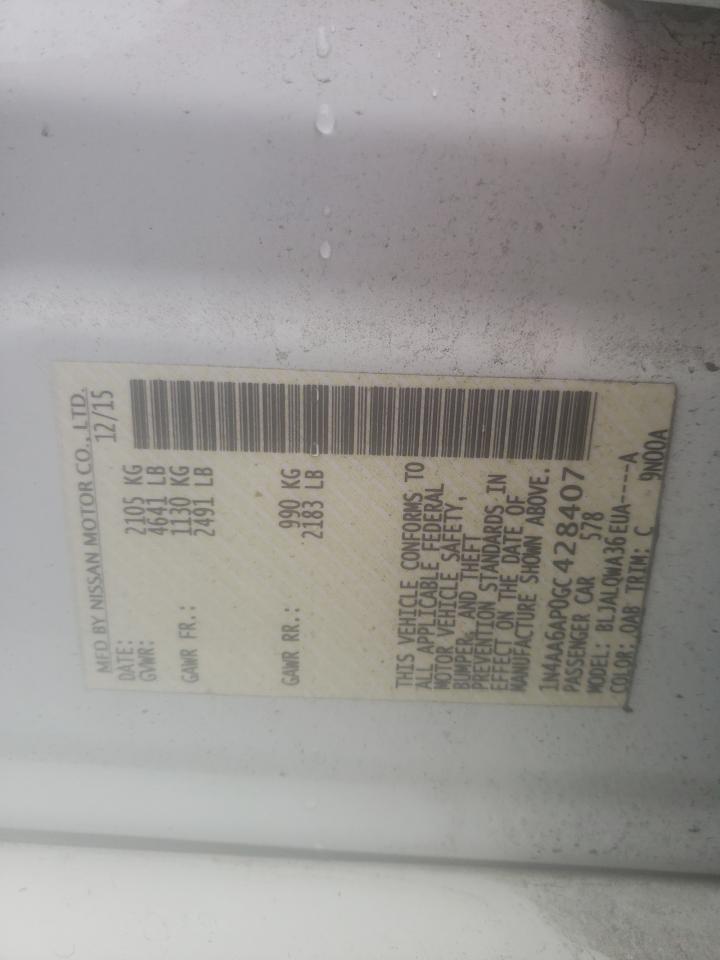 MFD BY NISSAN MOTOR CO., LTD.
DATE: 12/15
GVWR: 2105 KG
4641 LB
GAWR FR.: 1130 KG
2491 LB
GAWR RR.: 990 KG
2183 LB
THIS VEHICLE CONFORMS TO
ALL APPLICABLE FEDERAL
MOTOR VEHICLE SAFETY,
BUMPER, AND THEFT
PREVENTION STANDARDS IN
EFFECT ON THE DATE OF
MANUFACTURE SHOWN ABOVE.
1N4AA6AP0GC428407
PASSENGER CAR 578
MODEL: BLJALQWA36EUA----A
COLOR: QAB TRIM: C 9N00A